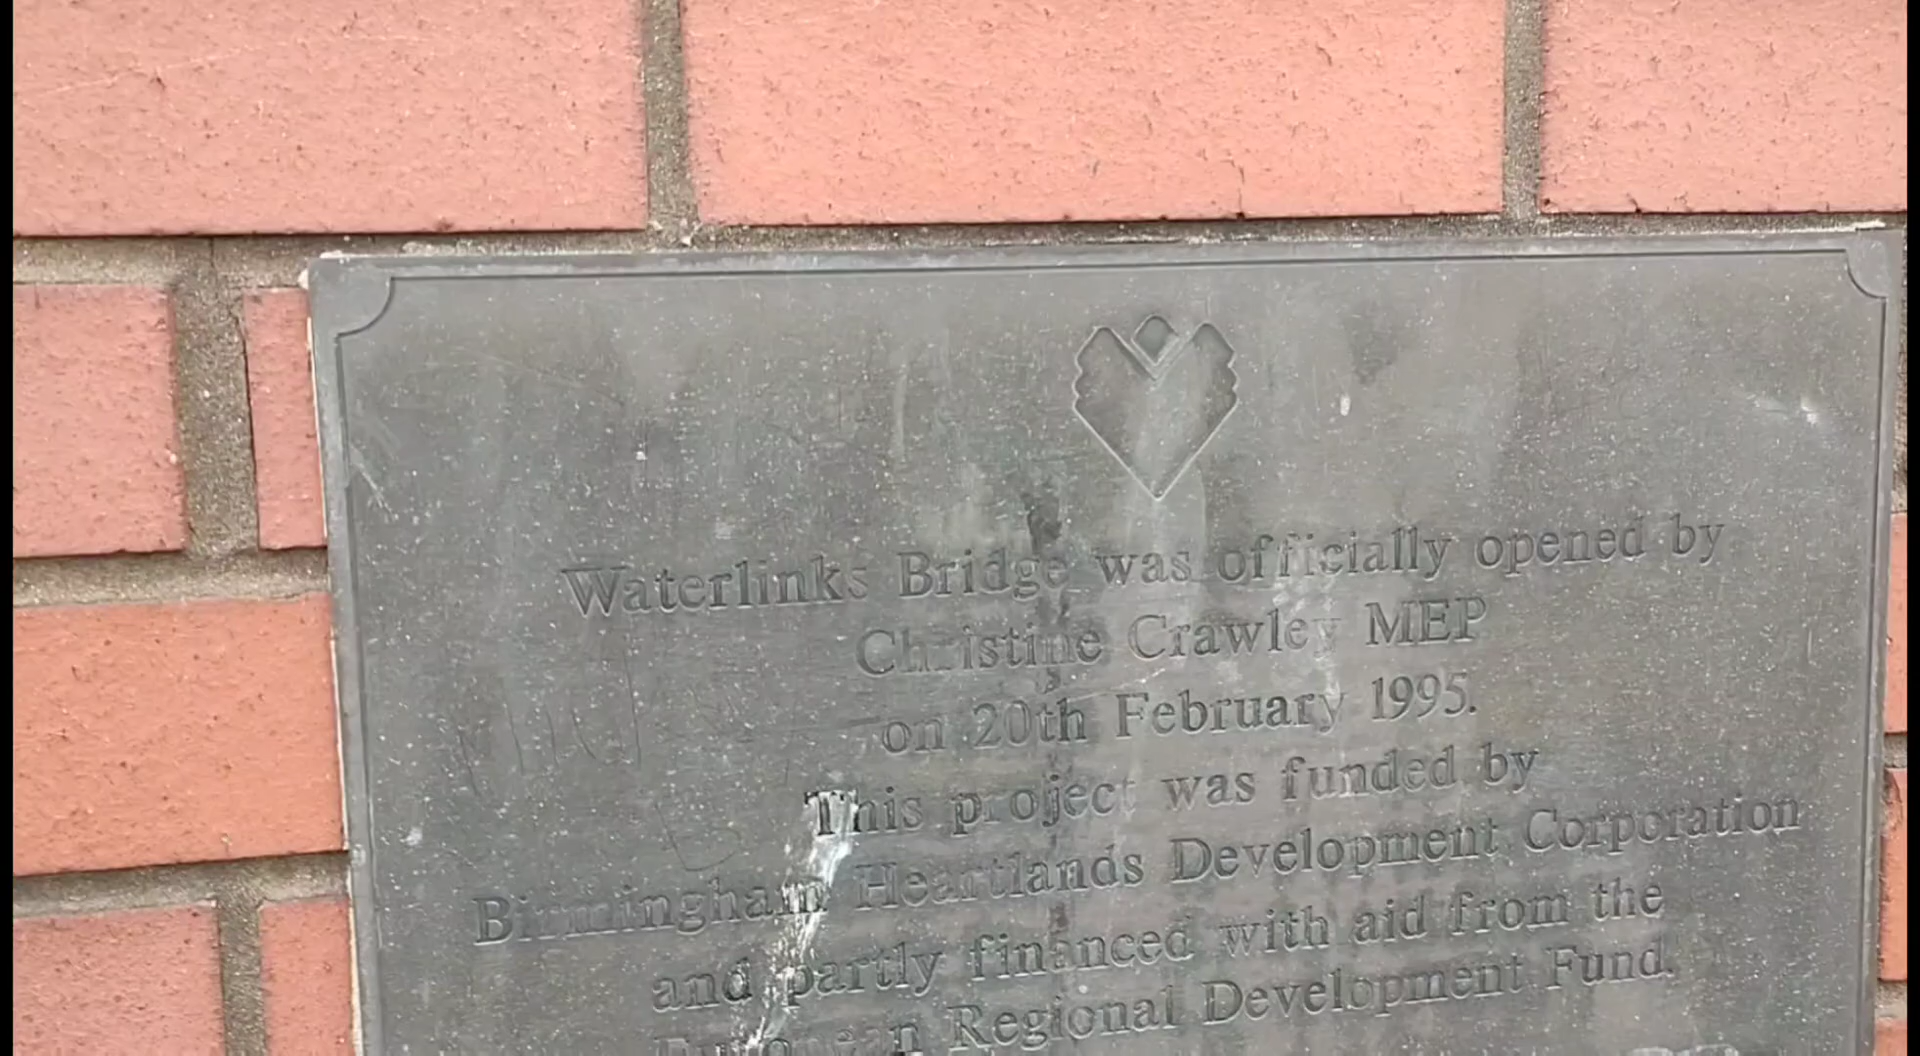 Waterlinks Bridge was officially opened by
Christine Crawley MEP
on 20th February 1995.
This project was funded by
Birmingham Heartlands Development Corporation
and partly financed with aid from the
European Regional Development Fund.